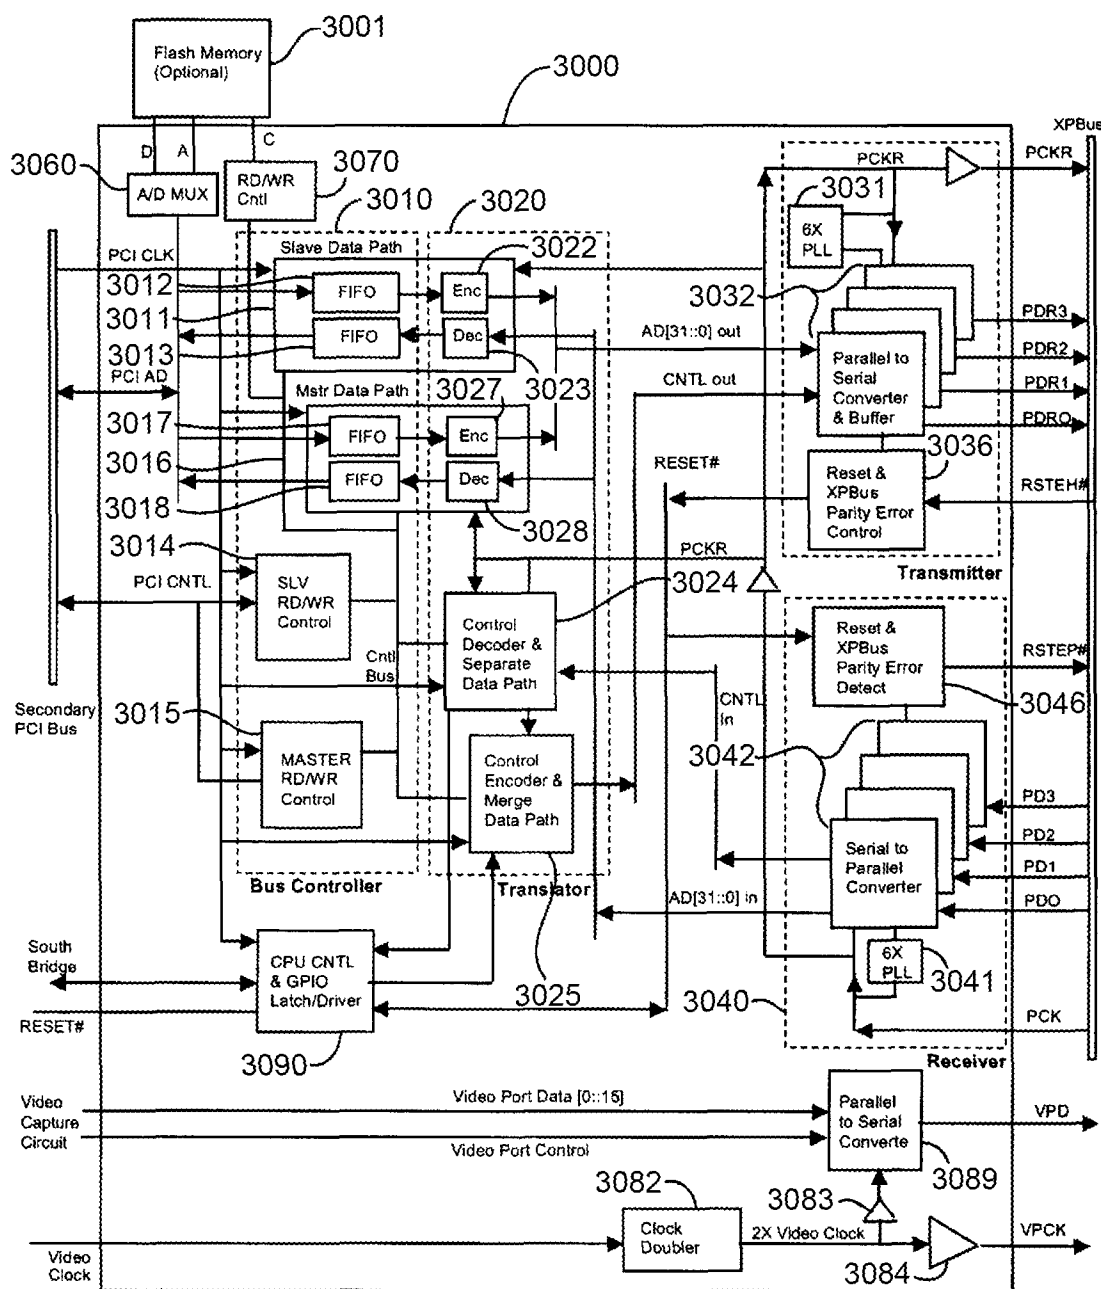 3001
Flash Memory
(Optional)
3000
XPBus
D
A
C
3060
A/D MUX
3070
RD/WR
Cntl
PCKR
PCKR
3031
6X
PLL
3010
3020
Slave Data Path
3022
PCI CLK
3012
FIFO
Enc
3032
3011
FIFO
Dec
AD[31::0] out
PDR3
3013
3023
Parallel to
Serial
Converter
& Buffer
PDR2
PCI AD
Mstr Data Path
3027
CNTL out
PDR1
3017
FIFO
Enc
PDRO
3036
3016
RESET#
3018
FIFO
Dec
Reset &
XPBus
Parity Error
Control
RSTEH#
3028
3014
PCKR
3024
Transmitter
PCI CNTL
SLV
RD/WR
Control
Control
Decoder &
Separate
Data Path
Reset &
XPBus
Parity Error
Detect
RSTEP#
Cntl
Bus
CNTL
in
3046
Secondary
PCI Bus
3015
MASTER
RD/WR
Control
Control
Encoder &
Merge
Data Path
3042
PD3
PD2
Serial to
Parallel
Converter
PD1
Bus Controller
Translator
AD[31::0] in
PDO
South
Bridge
CPU CNTL
& GPIO
Latch/Driver
6X
PLL
3041
3025
3040
RESET#
PCK
3090
Receiver
Video
Capture
Circuit
Video Port Data [0::15]
Parallel
to Serial
Converte
VPD
Video Port Control
3089
3082
3083
Clock
Doubler
2X Video Clock
VPCK
Video
Clock
3084